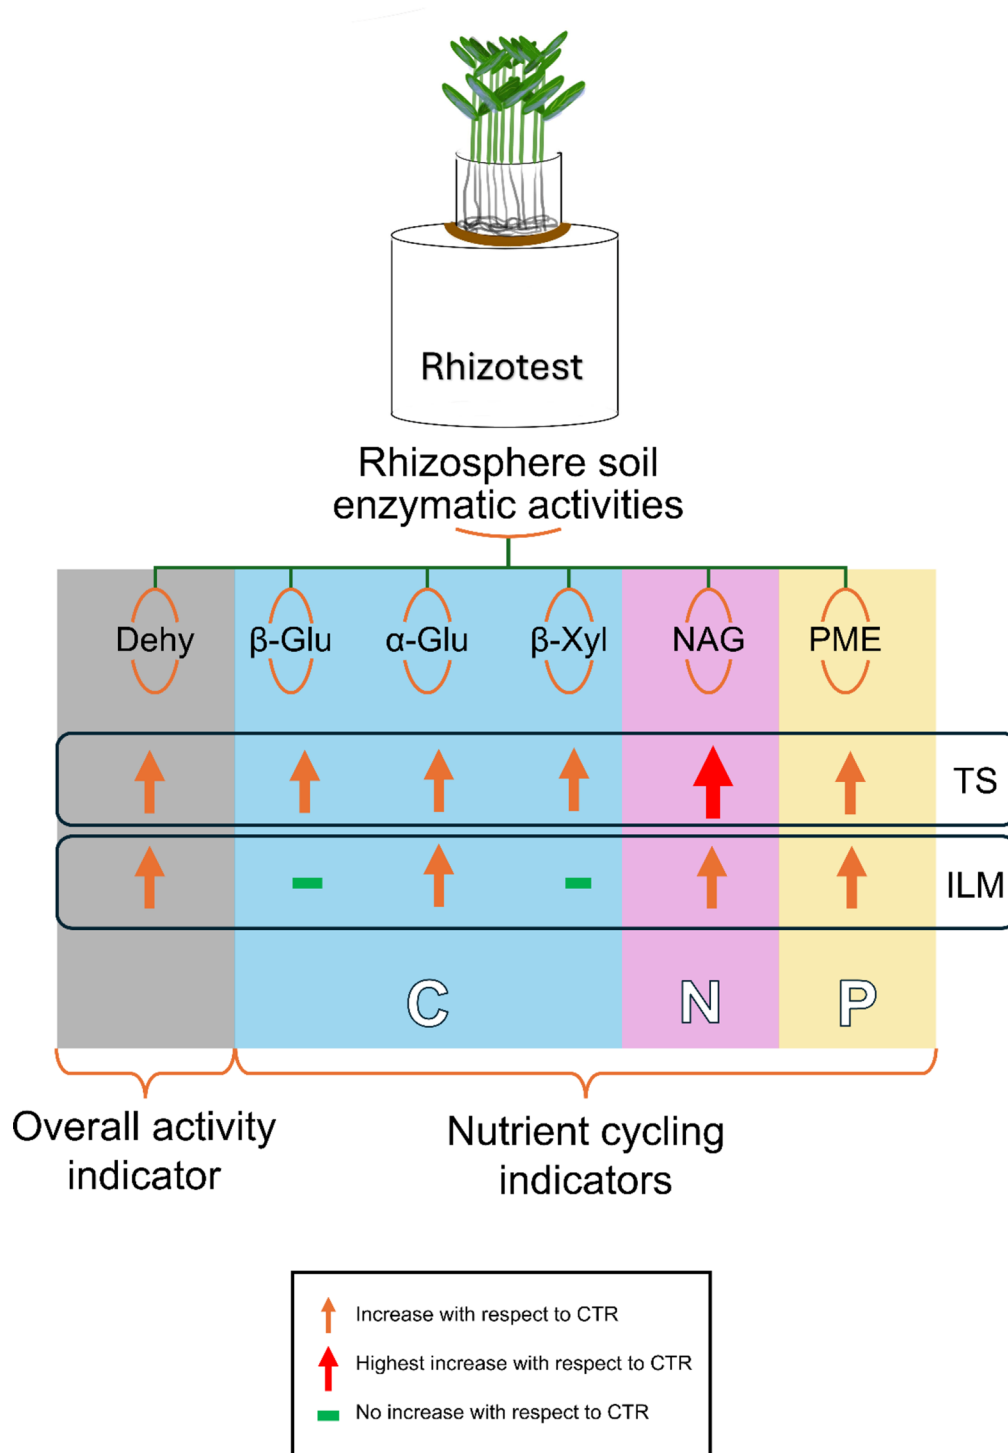 Rhizotest
Rhizosphere soil
enzymatic activities
Dehy β-Glu α-Glu β-Xyl NAG PME
TS
ILM
C N P
Overall activity
indicator
Nutrient cycling
indicators
Increase with respect to CTR
Highest increase with respect to CTR
No increase with respect to CTR